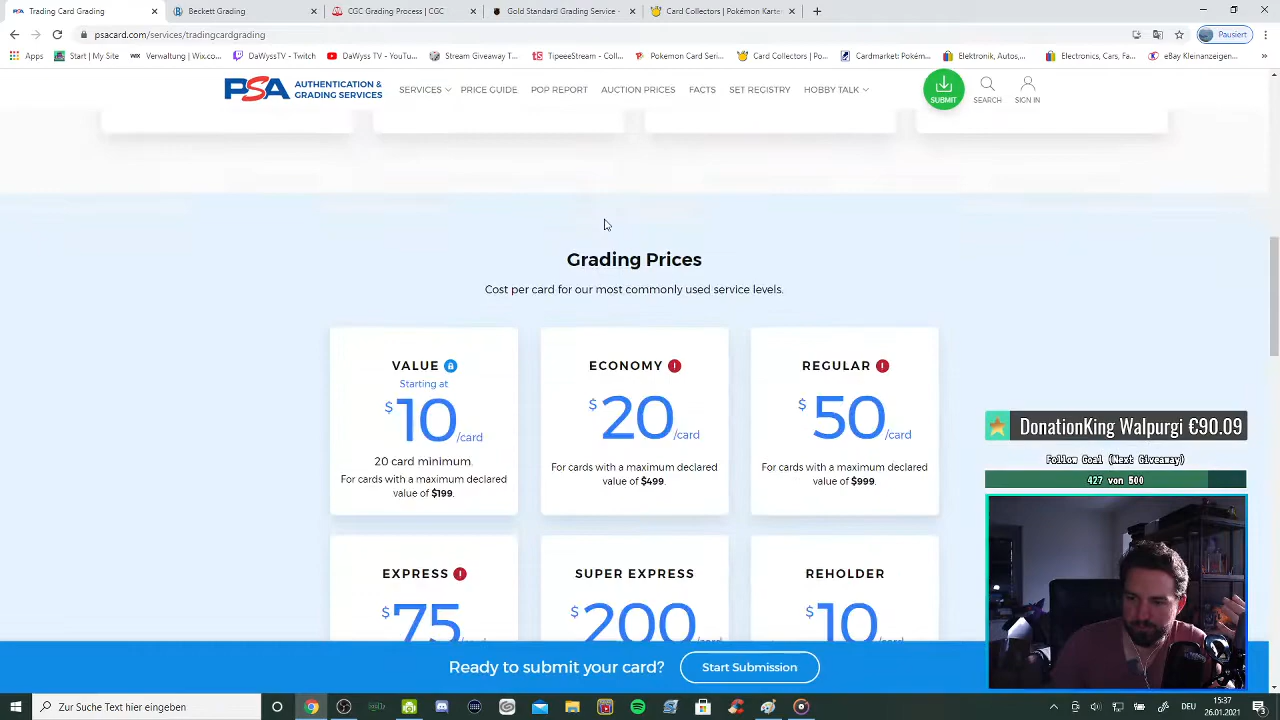 Trading Card Grading
Beckett Grading
CGC Grading Process | CGC
Gold Standard Grading Service -
Card Collectors | Pokémon Karte
psacard.com/services/tradingcardgrading
Pausiert
Apps
Start | My Site
Verwaltung | Wixco...
DaWyssTV - Twitch
DaWyssTV - YouTu...
Stream Giveaway T...
TipeeeStream - Coll...
Pokemon Card Seri...
Card Collectors | Po...
Cardmarket: Pokém...
Elektronik, Autos,...
Electronics, Cars, Fa...
eBay Kleinanzeigen...
PSA AUTHENTICATION &
GRADING SERVICES
SERVICES
PRICE GUIDE
POP REPORT
AUCTION PRICES
FACTS
SET REGISTRY
HOBBY TALK
SUBMIT
SEARCH
SIGN IN
Grading Prices
Cost per card for our most commonly used service levels.
VALUE
Starting at
$10/card
20 card minimum.
For cards with a maximum declared
value of $199.
ECONOMY
$20/card
For cards with a maximum declared
value of $499.
REGULAR
$50/card
For cards with a maximum declared
value of $999.
EXPRESS
$75/card
SUPER EXPRESS
$200/card
REHOLDER
$10/card
DonationKing Walpurgi €90.09
Follow Goal (Next Giveaway)
427 von 500
Ready to submit your card?
Start Submission
Zur Suche Text hier eingeben
DEU
15:37
26.01.2021